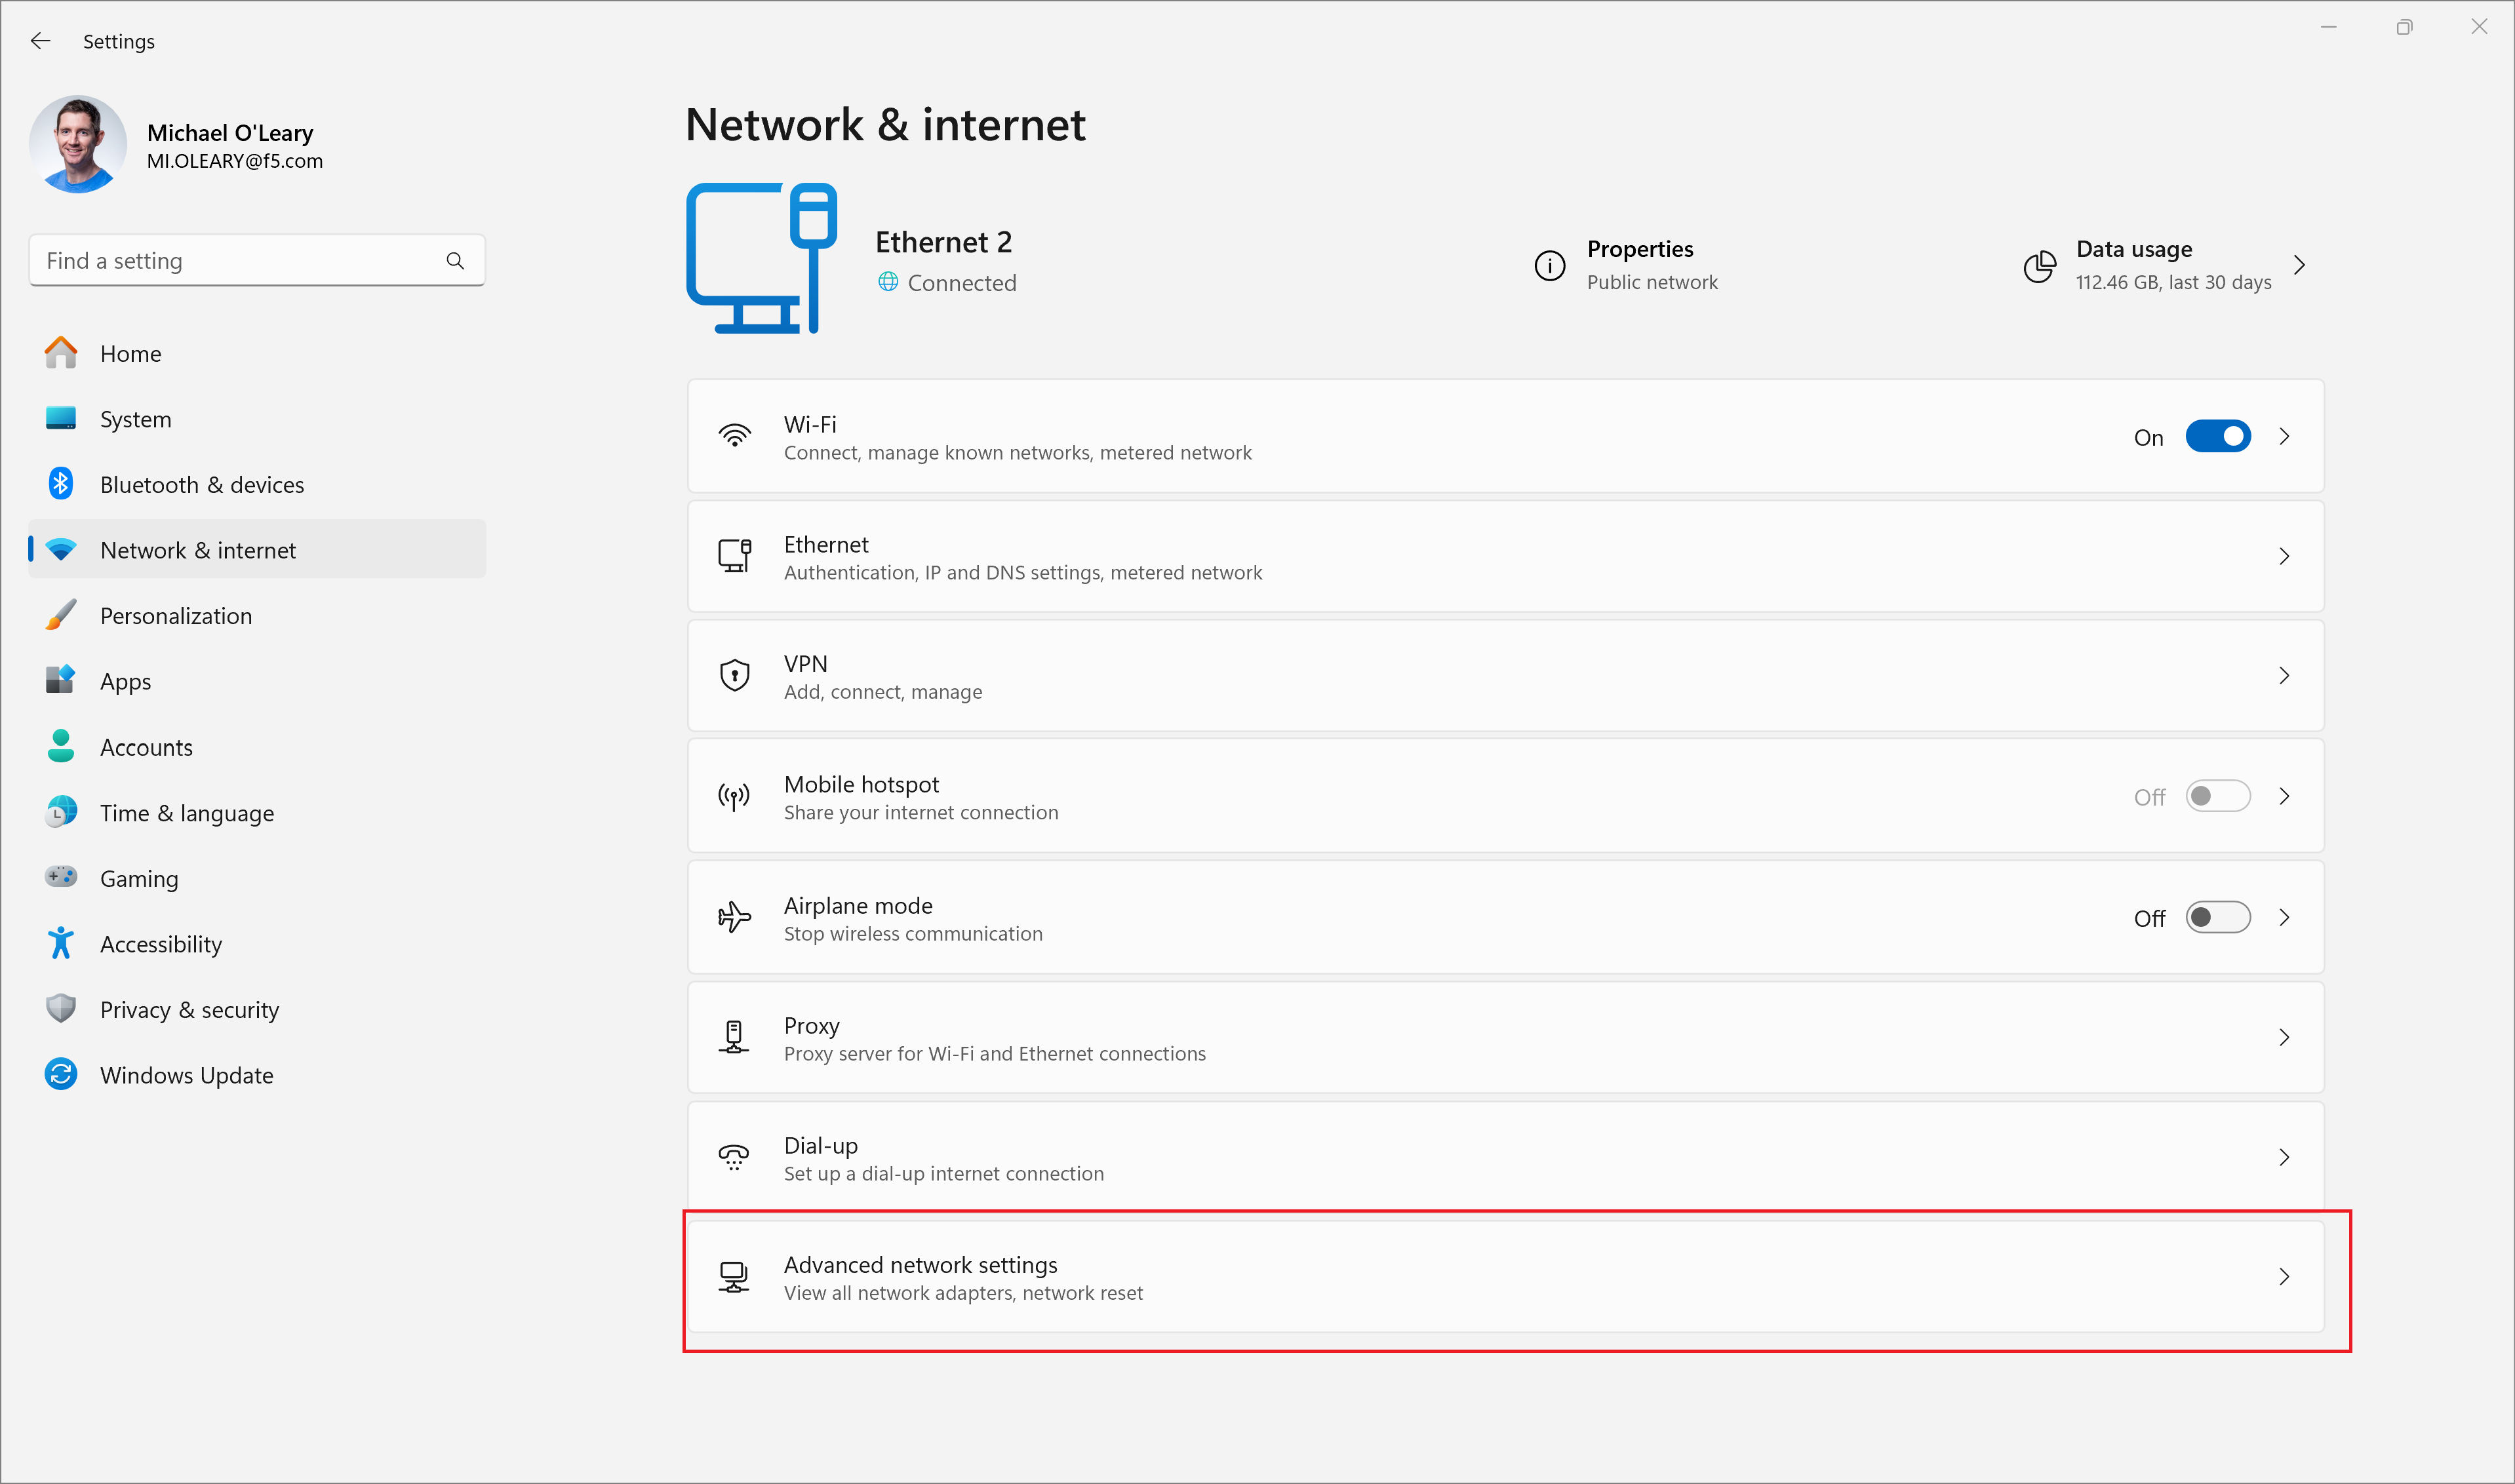 Settings
Michael O'Leary
MI.OLEARY@f5.com
Find a setting
Home
System
Bluetooth & devices
Network & internet
Personalization
Apps
Accounts
Time & language
Gaming
Accessibility
Privacy & security
Windows Update
Network & internet
Ethernet 2
Connected
Properties
Public network
Data usage
112.46 GB, last 30 days
Wi-Fi
Connect, manage known networks, metered network
On
Ethernet
Authentication, IP and DNS settings, metered network
VPN
Add, connect, manage
Mobile hotspot
Share your internet connection
Off
Airplane mode
Stop wireless communication
Off
Proxy
Proxy server for Wi-Fi and Ethernet connections
Dial-up
Set up a dial-up internet connection
Advanced network settings
View all network adapters, network reset